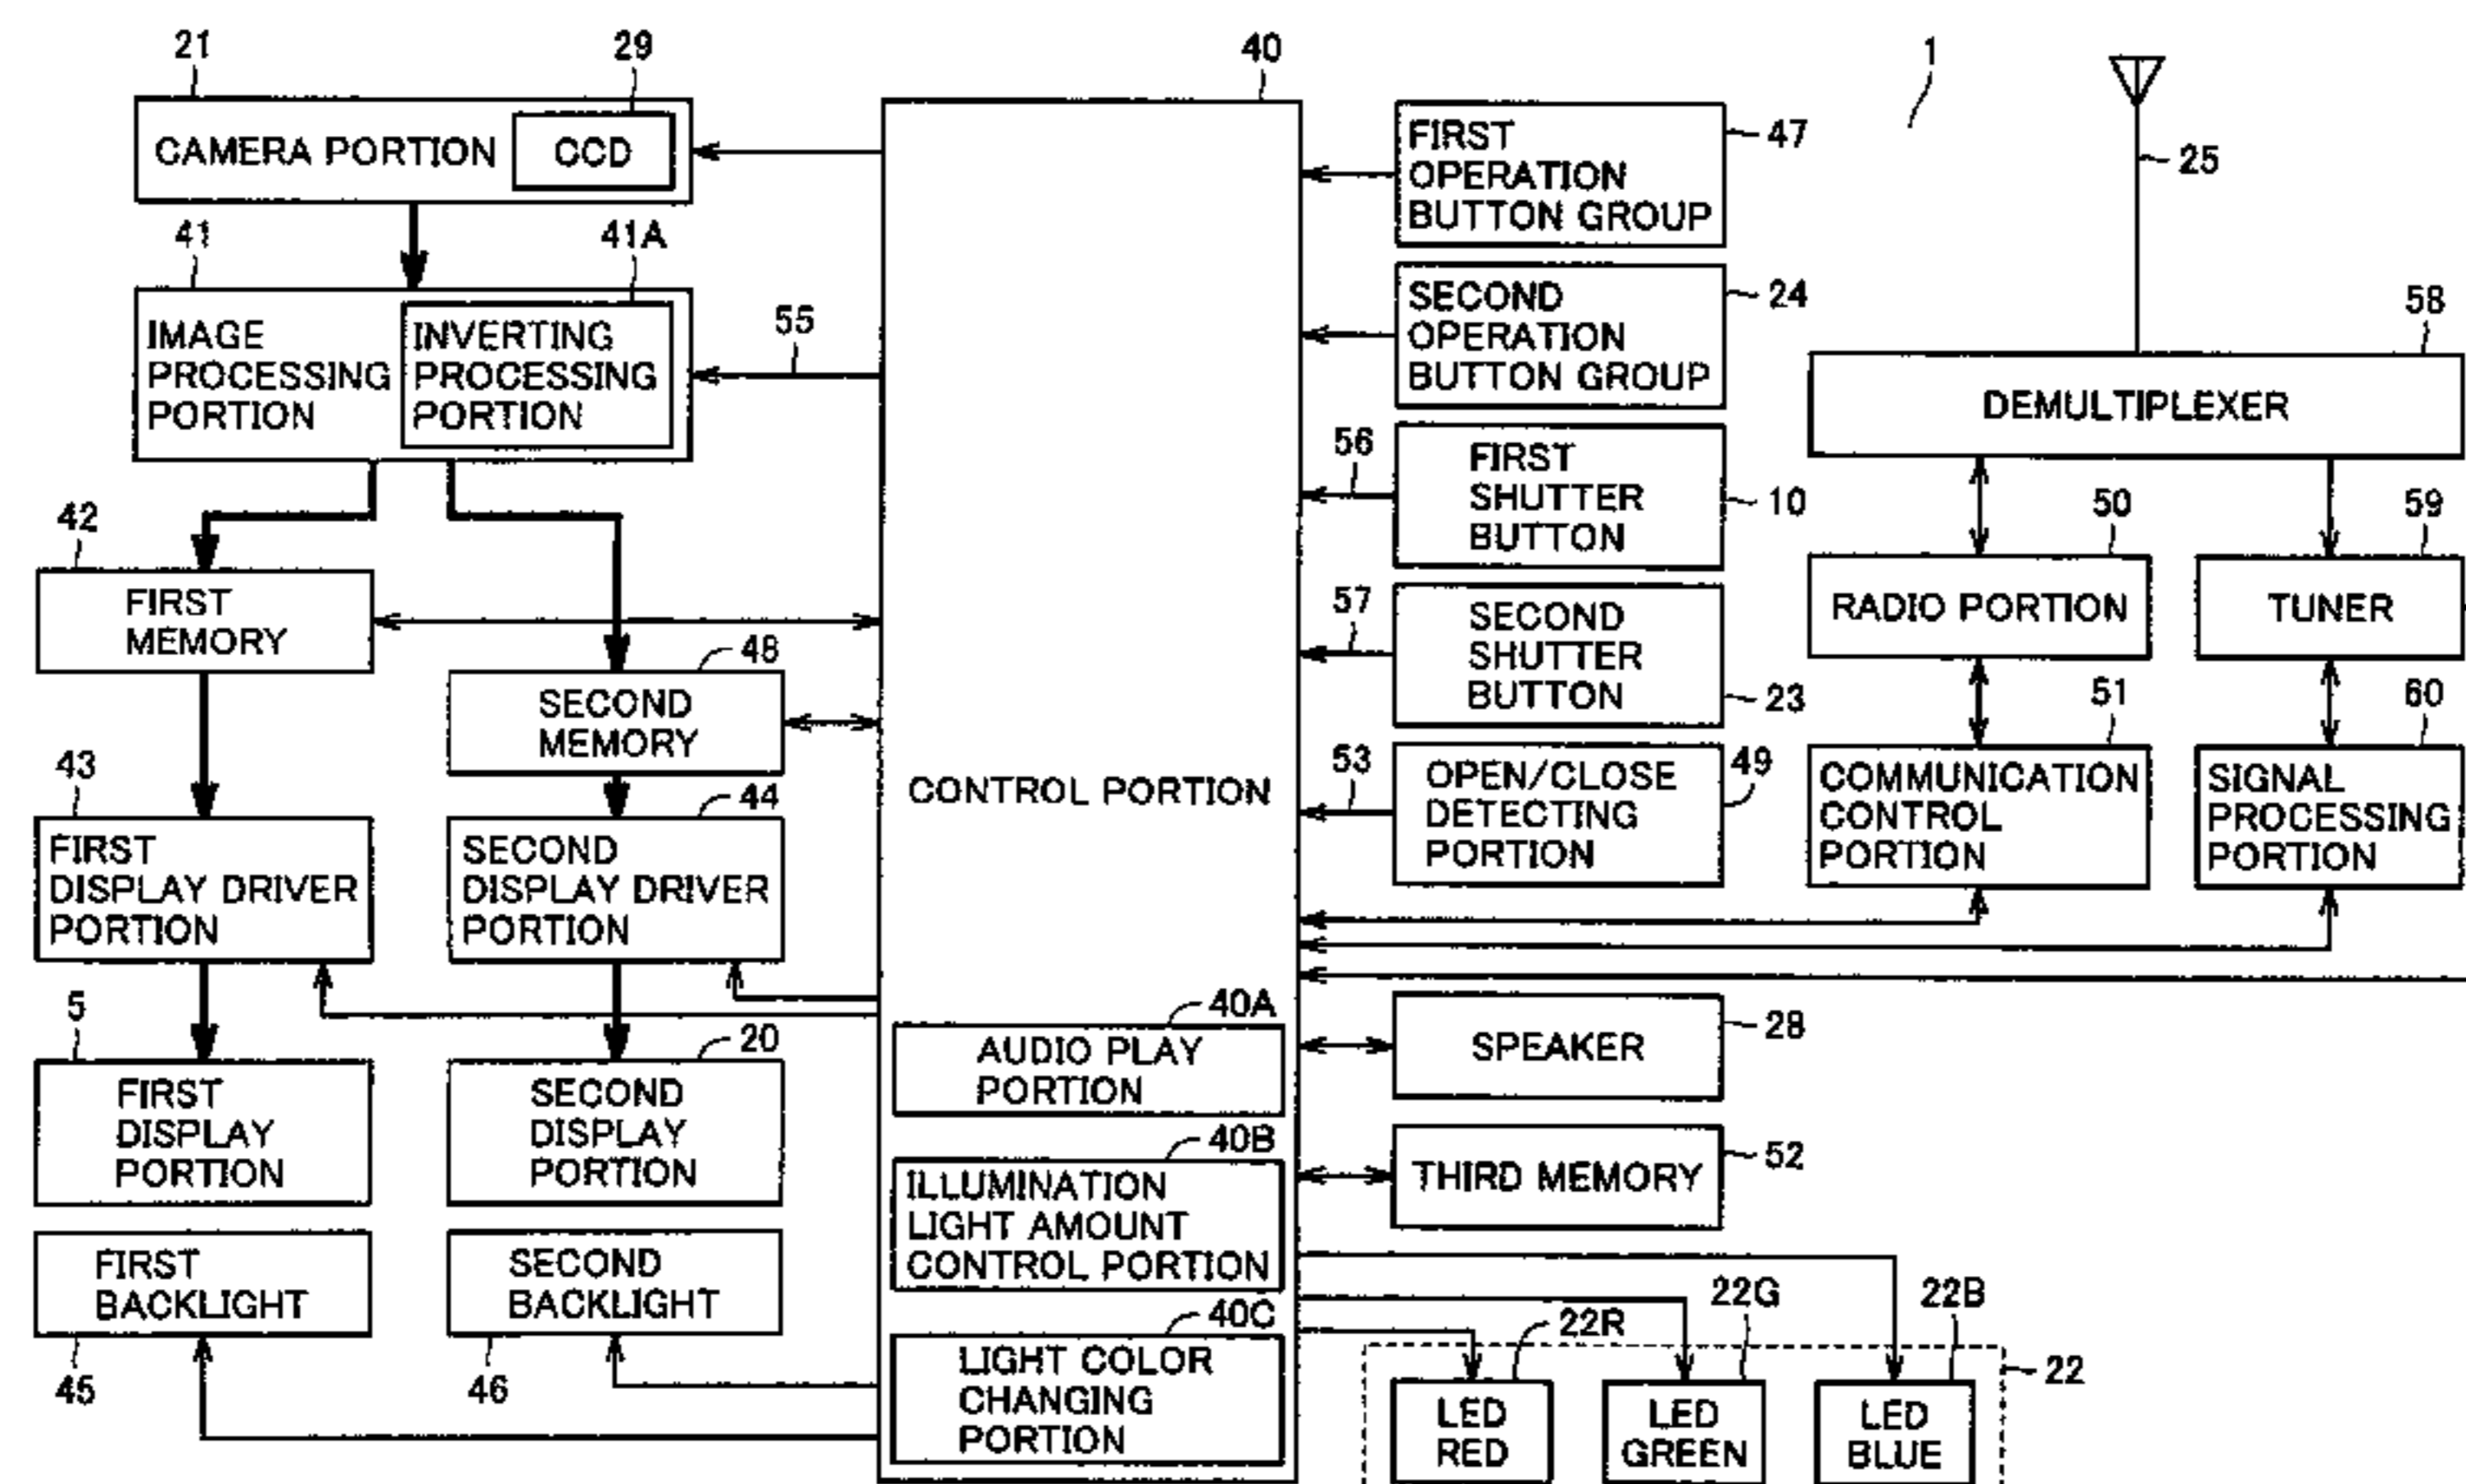 21
29
40
1
CAMERA PORTION
CCD
FIRST
OPERATION
BUTTON GROUP
47
25
41
41A
IMAGE
PROCESSING
PORTION
INVERTING
PROCESSING
PORTION
55
SECOND
OPERATION
BUTTON GROUP
24
58
DEMULTIPLEXER
56
FIRST
SHUTTER
BUTTON
10
42
50
59
FIRST
MEMORY
57
SECOND
SHUTTER
BUTTON
23
RADIO PORTION
TUNER
48
SECOND
MEMORY
51
60
43
44
CONTROL PORTION
53
OPEN/CLOSE
DETECTING
PORTION
49
COMMUNICATION
CONTROL
PORTION
SIGNAL
PROCESSING
PORTION
FIRST
DISPLAY DRIVER
PORTION
SECOND
DISPLAY DRIVER
PORTION
5
20
40A
FIRST
DISPLAY
PORTION
SECOND
DISPLAY
PORTION
AUDIO PLAY
PORTION
SPEAKER
28
40B
ILLUMINATION
LIGHT AMOUNT
CONTROL PORTION
THIRD MEMORY
52
FIRST
BACKLIGHT
SECOND
BACKLIGHT
45
46
40C
LIGHT COLOR
CHANGING
PORTION
22R
22G
22B
22
LED
RED
LED
GREEN
LED
BLUE